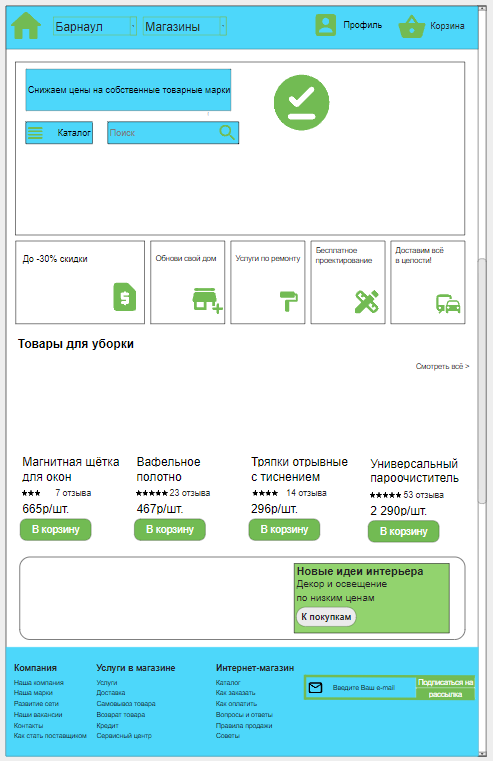 Барнаул
Магазины
Профиль
Корзина
Снижаем цены на собственные товарные марки
Каталог
Поиск
До -30% скидки
Обнови свой дом
Услуги по ремонту
Бесплатное
проектирование
Доставим всё
в целости!
Товары для уборки
Смотреть всё >
Магнитная щётка
для окон
7 отзыва
665р/шт.
В корзину
Вафельное
полотно
23 отзыва
467р/шт.
В корзину
Тряпки отрывные
с тиснением
14 отзыва
296р/шт.
В корзину
Универсальный
пароочиститель
53 отзыва
2 290р/шт.
В корзину
Новые идеи интерьера
Декор и освещение
по низким ценам
К покупкам
Компания
Наша компания
Наша марки
Развитие сети
Наши вакансии
Контакты
Как стать поставщиком
Услуги в магазине
Услуги
Доставка
Самовывоз товара
Возврат товара
Кредит
Сервисный центр
Интернет-магазин
Каталог
Как заказать
Как оплатить
Вопросы и ответы
Правила продажи
Советы
Введите Ваш e-mail
Подписаться на
рассылка